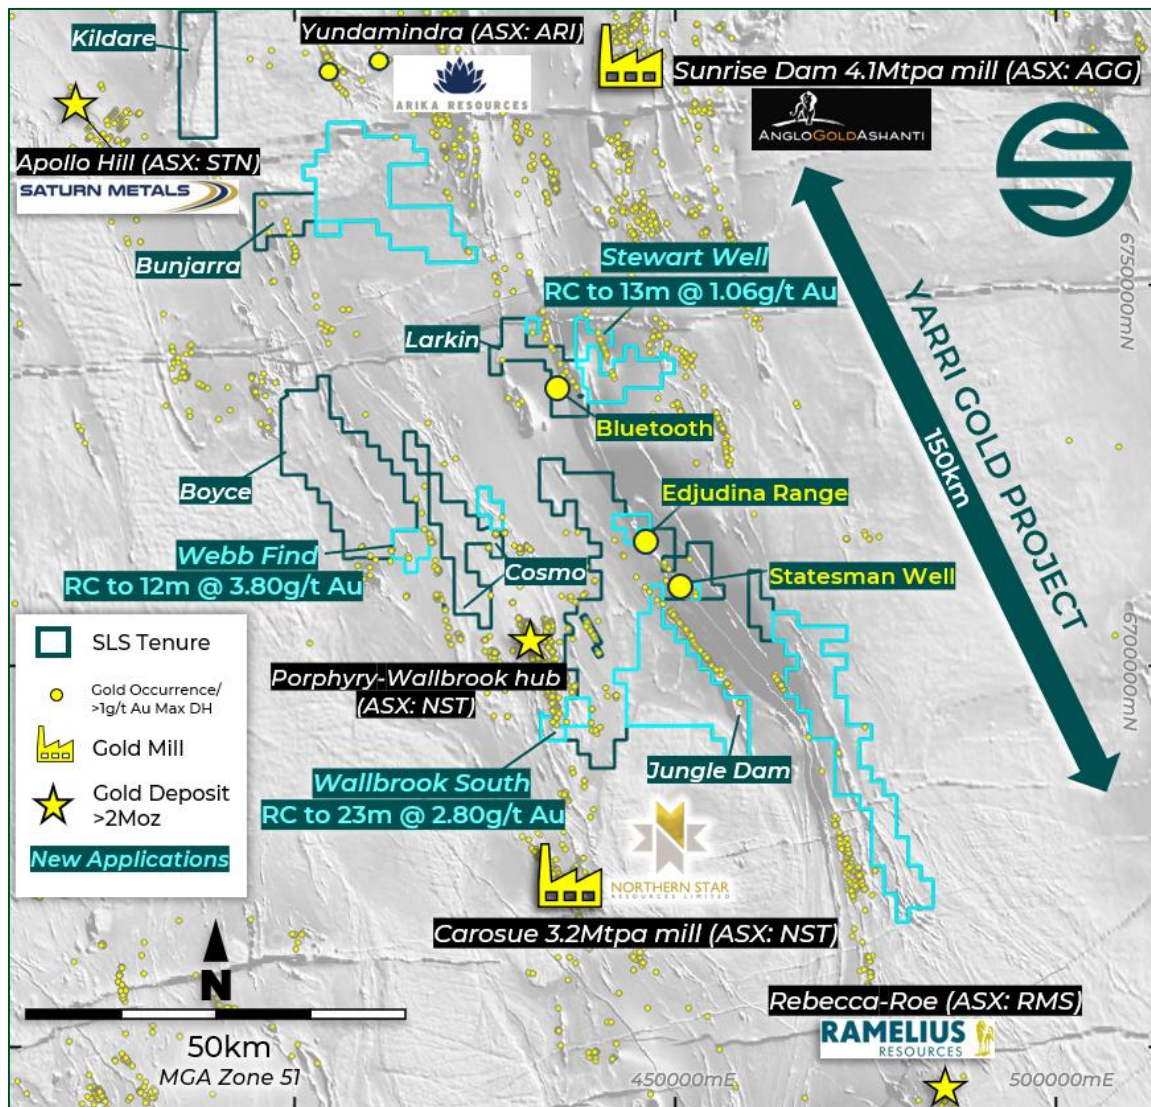 Kildare
Yundamindra (ASX: ARI)
ARIKA RESOURCES
Sunrise Dam 4.1Mtpa mill (ASX: AGG)
ANGLOGOLDASHANTI
Apollo Hill (ASX: STN)
SATURN METALS
Bunjarra
Stewart Well
RC to 13m @ 1.06g/t Au
6750000mN
Larkin
Bluetooth
YARRI GOLD PROJECT
150km
Boyce
Edjudina Range
Webb Find
RC to 12m @ 3.80g/t Au
Cosmo
Statesman Well
SLS Tenure
Gold Occurrence/
>1g/t Au Max DH
Gold Mill
Gold Deposit
>2Moz
New Applications
Porphyry-Wallbrook hub
(ASX: NST)
6700000mN
Wallbrook South
RC to 23m @ 2.80g/t Au
Jungle Dam
NORTHERN STAR
RESOURCES LIMITED
Carosue 3.2Mtpa mill (ASX: NST)
N
50km
MGA Zone 51
Rebecca-Roe (ASX: RMS)
RAMELIUS
RESOURCES
450000mE
500000mE